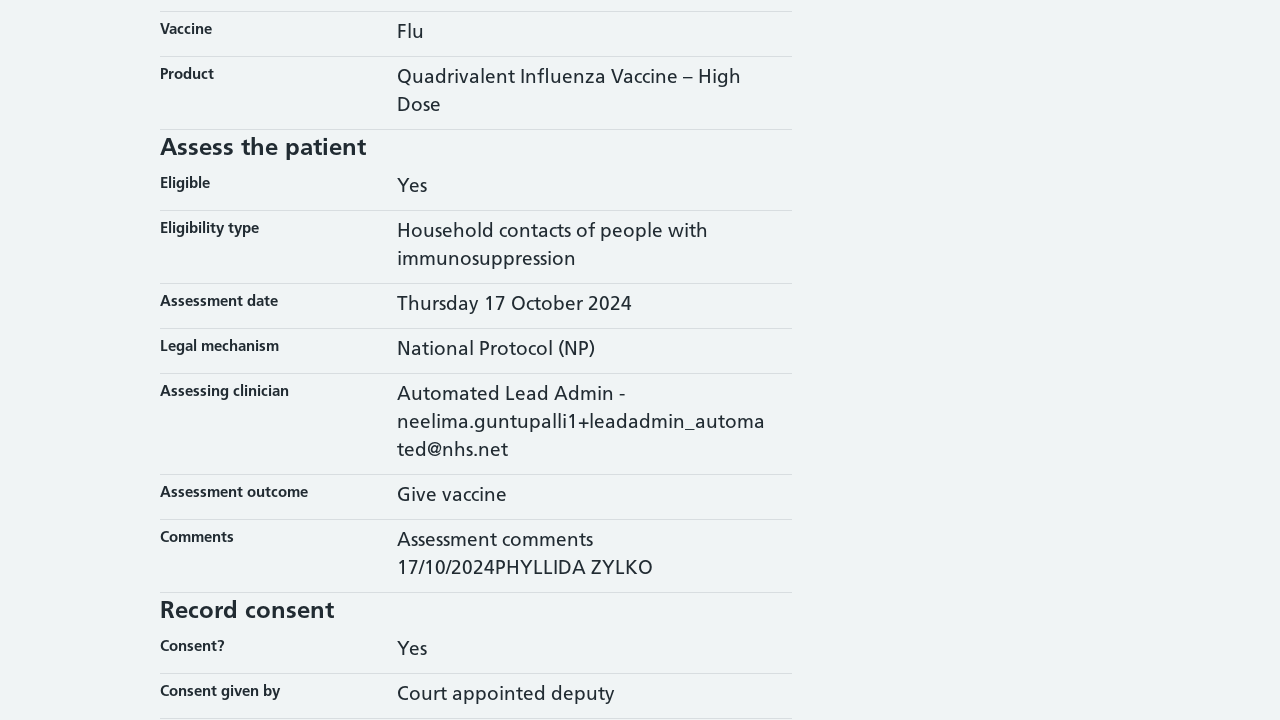 Vaccine
Flu
Product
Quadrivalent Influenza Vaccine – High
Dose
Assess the patient
Eligible
Yes
Eligibility type
Household contacts of people with
immunosuppression
Assessment date
Thursday 17 October 2024
Legal mechanism
National Protocol (NP)
Assessing clinician
Automated Lead Admin -
neelima.guntupalli1+leadadmin_automa
ted@nhs.net
Assessment outcome
Give vaccine
Comments
Assessment comments
17/10/2024PHYLLIDA ZYLKO
Record consent
Consent?
Yes
Consent given by
Court appointed deputy